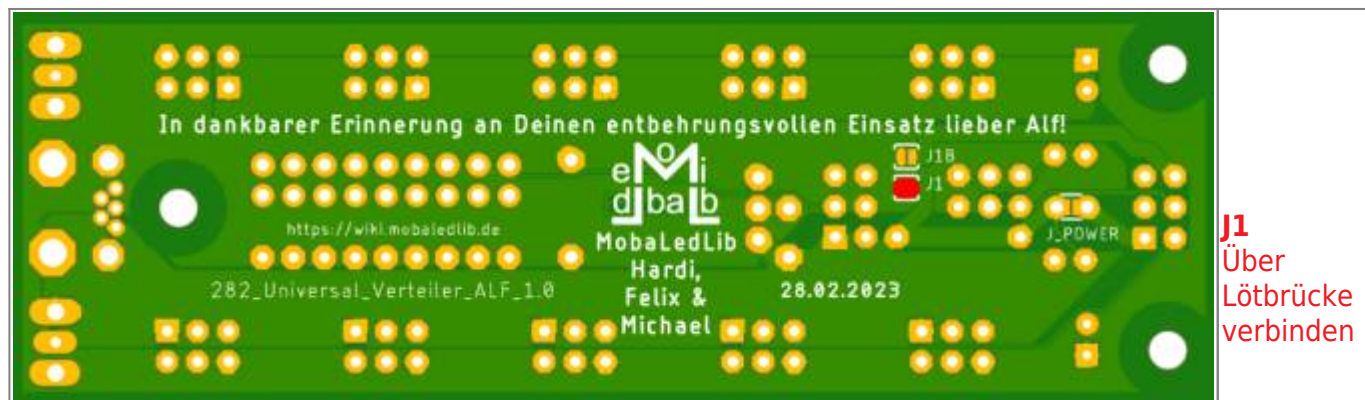 In dankbarer Erinnerung an Deinen entbehrungsvollen Einsatz lieber Alf!
J1B
J1
J_POWER
https://wiki.mobaledlib.de
282_Universal_Verteiler_ALF_1.0
e M o i
d ba l b
MobaLedLib
Hardi,
Felix &
Michael
28.02.2023
J1
Über
Lötbrücke
verbinden